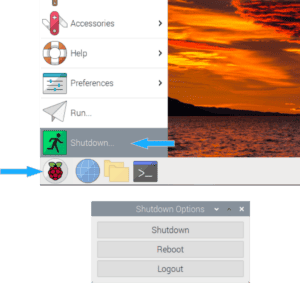 Accessories
Help
Preferences
Run...
Shutdown...
>_
Shutdown Options
Shutdown
Reboot
Logout